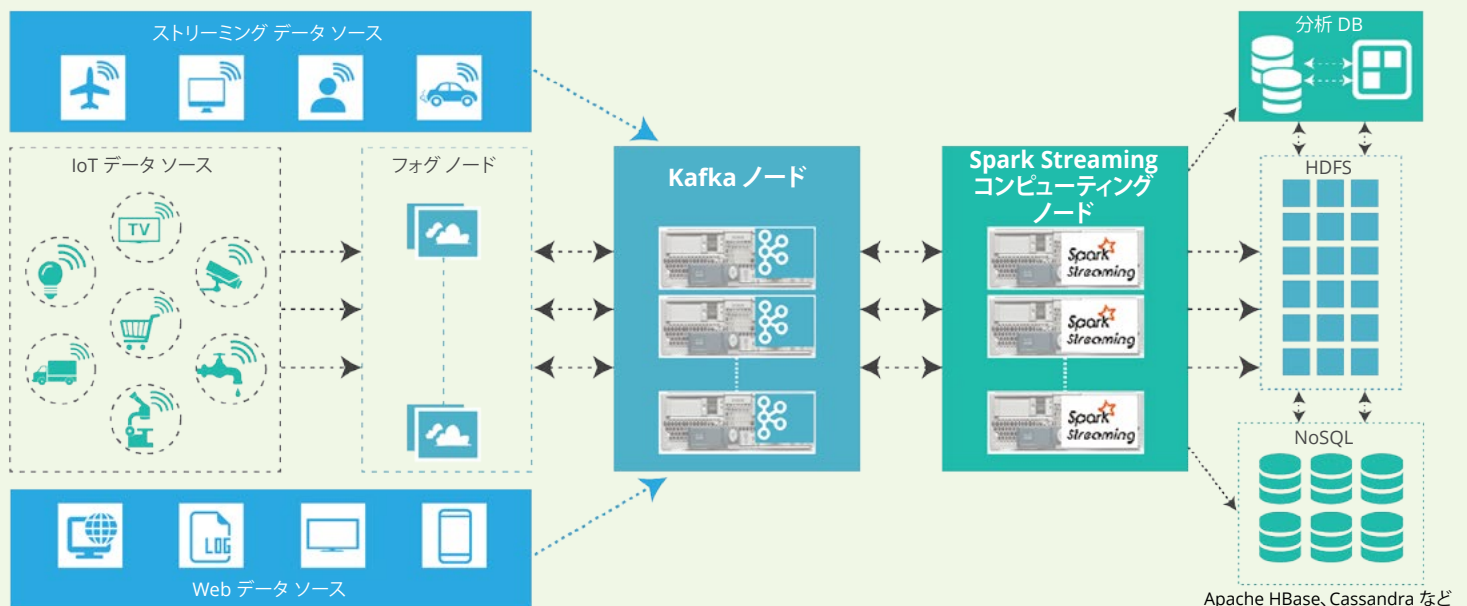 ストリーミング データ ソース
IoT データ ソース
TV
フォグ ノード
LOG
Web データ ソース
Kafka ノード
Spark Streaming
コンピューティング
ノード
Spark
Streaming
Spark
Streaming
Spark
Streaming
分析 DB
HDFS
NoSQL
Apache HBase、Cassandra など